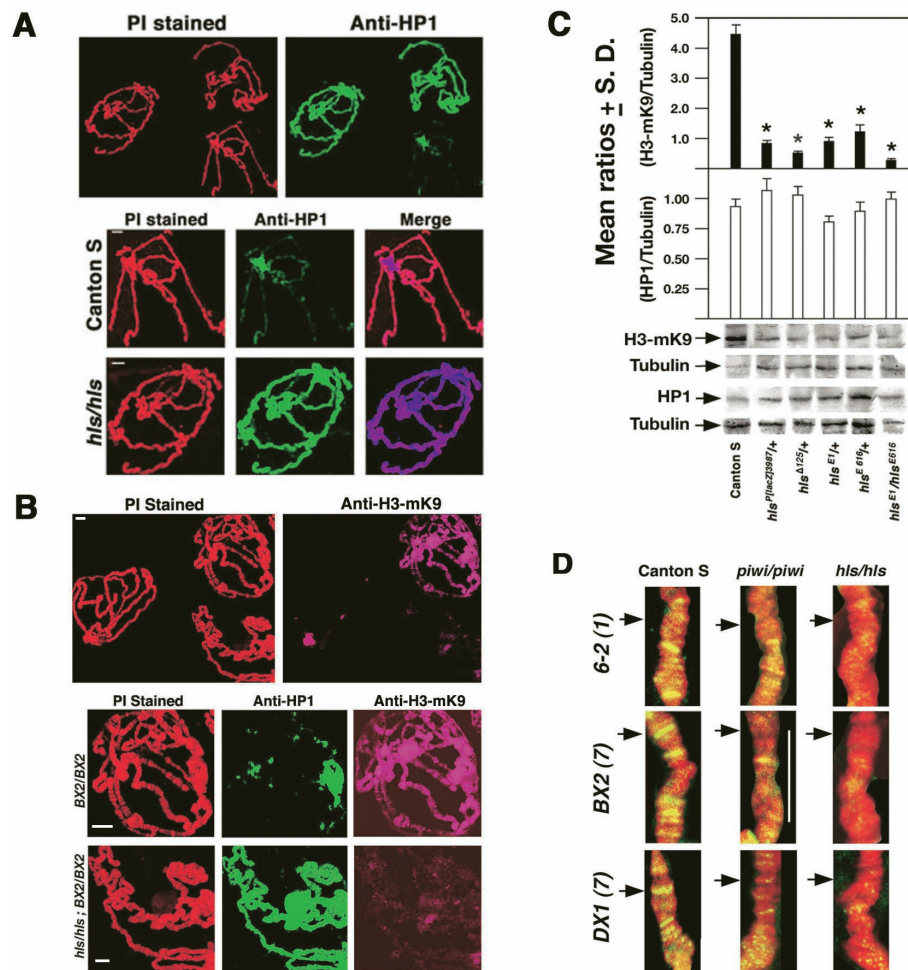 A
PI stained
Anti-HP1
PI stained
Anti-HP1
Merge
Canton S
hls/hls
B
PI Stained
Anti-H3-mK9
PI Stained
Anti-HP1
Anti-H3-mK9
BX2/BX2
hls/hls ; BX2/BX2
C
Mean ratios ± S. D.
(H3-mK9/Tubulin)
5.0
4.0
3.0
2.0
1.0
* * * * *
(HP1/Tubulin)
1.00
0.75
0.50
0.25
H3-mK9
Tubulin
HP1
Tubulin
Canton S
hls P[lacZ]3987/+
hls Δ125/+
hls E1/+
hls E 616/+
hls E1/hls E616
D
Canton S
piwi/piwi
hls/hls
6-2 (1)
BX2 (7)
DX1 (7)